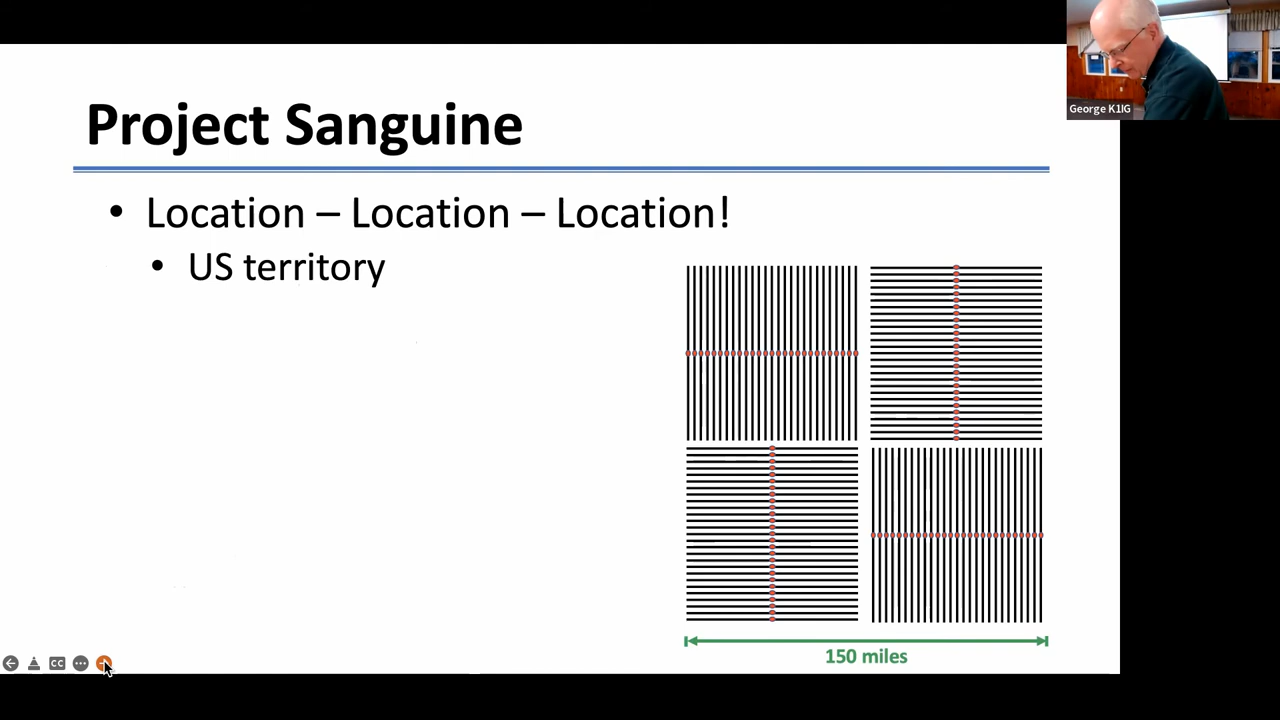 Project Sanguine
• Location – Location – Location!
• US territory
150 miles
George K1IG
CC